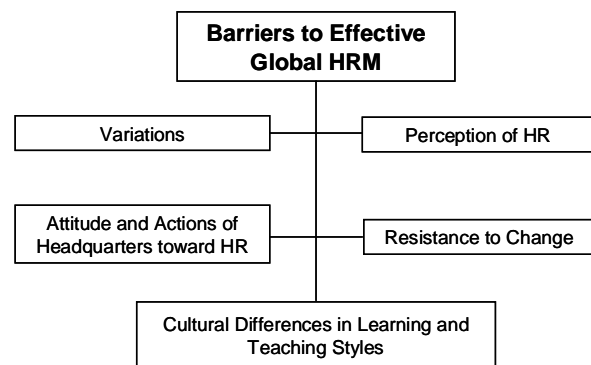 Barriers to Effective
Global HRM
Variations
Perception of HR
Attitude and Actions of
Headquarters toward HR
Resistance to Change
Cultural Differences in Learning and
Teaching Styles